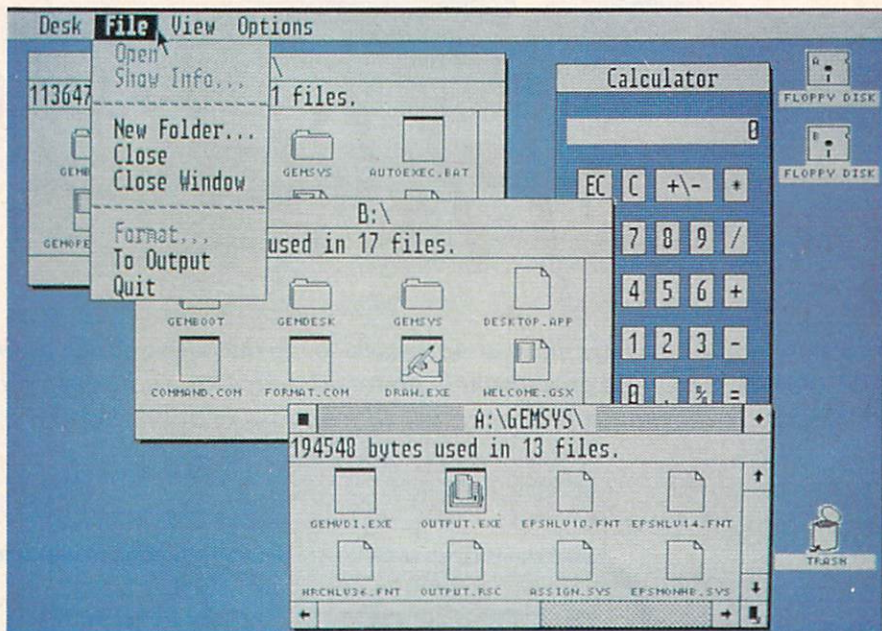 Desk File View Options
Open
Show Info...
New Folder...
Close
Close Window
Format...
To Output
Quit
\
113647
1 files.
GEMSYS
AUTOEXEC.BAT
B:\
used in 17 files.
GEMBOOT
GEMDESK
GEMSYS
DESKTOP.APP
COMMAND.COM
FORMAT.COM
DRAW.EXE
WELCOME.GSX
A:\GEMSYS\
194548 bytes used in 13 files.
GEMVDI.EXE
OUTPUT.EXE
EPSHLV10.FNT
EPSHLV14.FNT
HRCHLV36.FNT
OUTPUT.RSC
ASSIGN.SYS
EPSMONHB.SYS
Calculator
0
EC C +\- *
7 8 9 /
4 5 6 +
1 2 3 -
0 . % =
A
FLOPPY DISK
B
FLOPPY DISK
TRASH